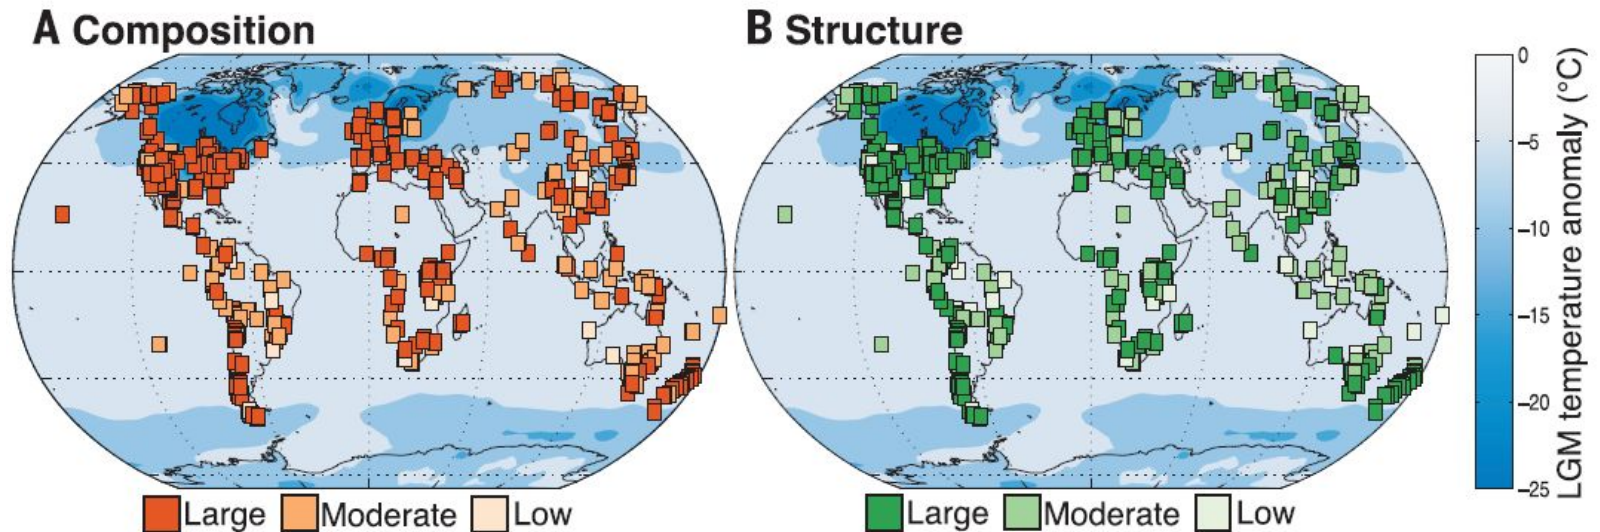 A Composition
B Structure
0
−5
−10
−15
−20
−25
LGM temperature anomaly (°C)
Large
Moderate
Low
Large
Moderate
Low